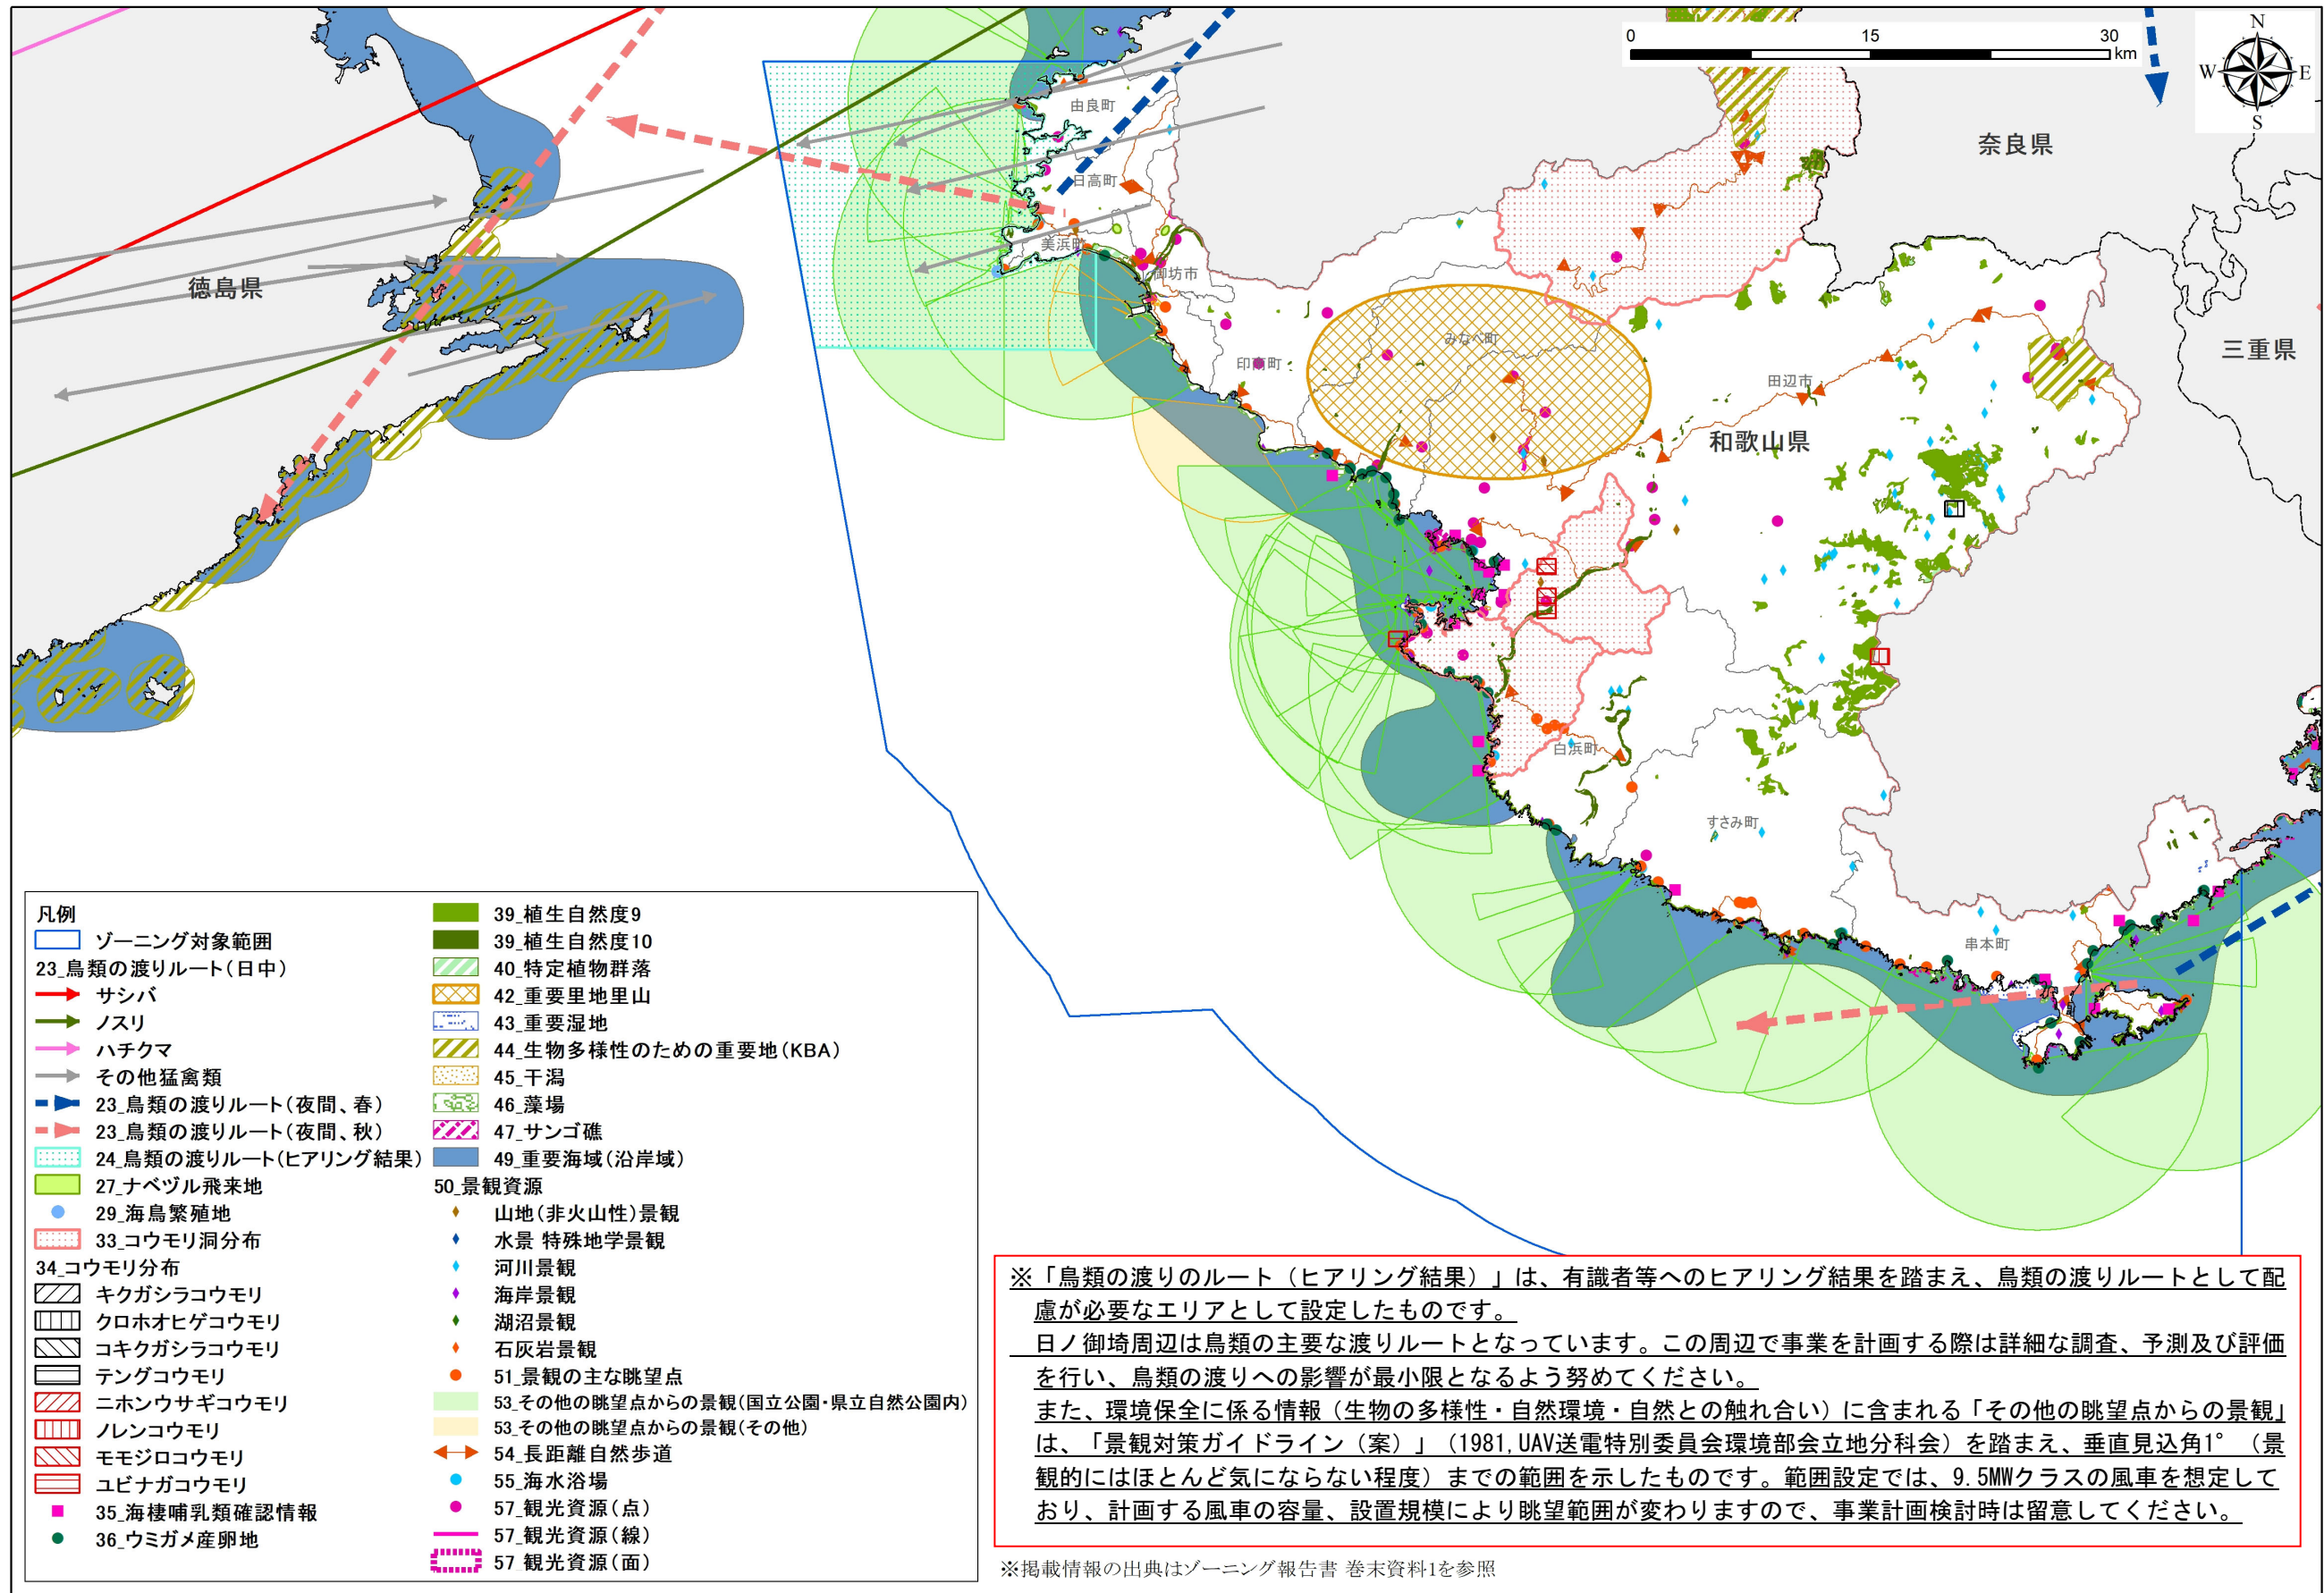 0
15
30
km
N
W
E
S
由良町
日高町
美浜町
御坊市
印南町
みなべ町
田辺市
白浜町
すさみ町
串本町
徳島県
奈良県
三重県
和歌山県
凡例
ゾーニング対象範囲
23_鳥類の渡りルート(日中)
サシバ
ノスリ
ハチクマ
その他猛禽類
23_鳥類の渡りルート(夜間、春)
23_鳥類の渡りルート(夜間、秋)
24_鳥類の渡りルート(ヒアリング結果)
27_ナベヅル飛来地
29_海鳥繁殖地
33_コウモリ洞分布
34_コウモリ分布
キクガシラコウモリ
クロホオヒゲコウモリ
コキクガシラコウモリ
テングコウモリ
ニホンウサギコウモリ
ノレンコウモリ
モモジロコウモリ
ユビナガコウモリ
35_海棲哺乳類確認情報
36_ウミガメ産卵地
39_植生自然度9
39_植生自然度10
40_特定植物群落
42_重要里地里山
43_重要湿地
44_生物多様性のための重要地(KBA)
45_干潟
46_藻場
47_サンゴ礁
49_重要海域(沿岸域)
50_景観資源
山地(非火山性)景観
水景 特殊地学景観
河川景観
海岸景観
湖沼景観
石灰岩景観
51_景観の主な眺望点
53_その他の眺望点からの景観(国立公園・県立自然公園内)
53_その他の眺望点からの景観(その他)
54_長距離自然歩道
55_海水浴場
57_観光資源(点)
57_観光資源(線)
57 観光資源(面)
※「鳥類の渡りのルート(ヒアリング結果)」は、有識者等へのヒアリング結果を踏まえ、鳥類の渡りルートとして配
慮が必要なエリアとして設定したものです。
日ノ御埼周辺は鳥類の主要な渡りルートとなっています。この周辺で事業を計画する際は詳細な調査、予測及び評価
を行い、鳥類の渡りへの影響が最小限となるよう努めてください。
また、環境保全に係る情報(生物の多様性・自然環境・自然との触れ合い)に含まれる「その他の眺望点からの景観」
は、「景観対策ガイドライン(案)」(1981,UAV送電特別委員会環境部会立地分科会)を踏まえ、垂直見込角1°(景
観的にはほとんど気にならない程度)までの範囲を示したものです。範囲設定では、9.5MWクラスの風車を想定して
おり、計画する風車の容量、設置規模により眺望範囲が変わりますので、事業計画検討時は留意してください。
※掲載情報の出典はゾーニング報告書 巻末資料1を参照